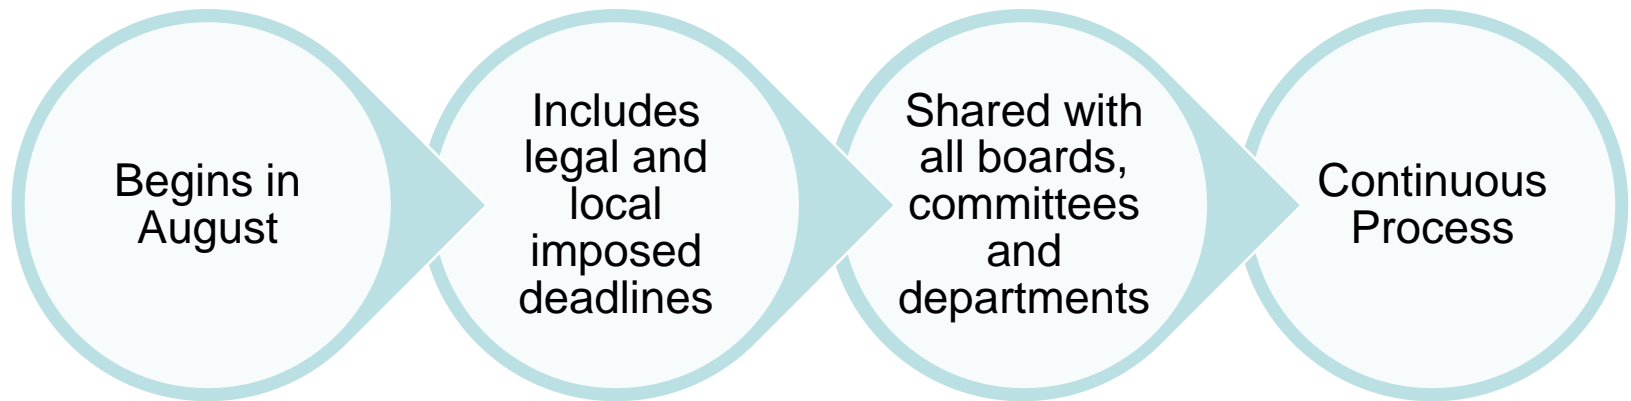 Begins in
August
Includes
legal and
local
imposed
deadlines
Shared with
all boards,
committees
and
departments
Continuous
Process